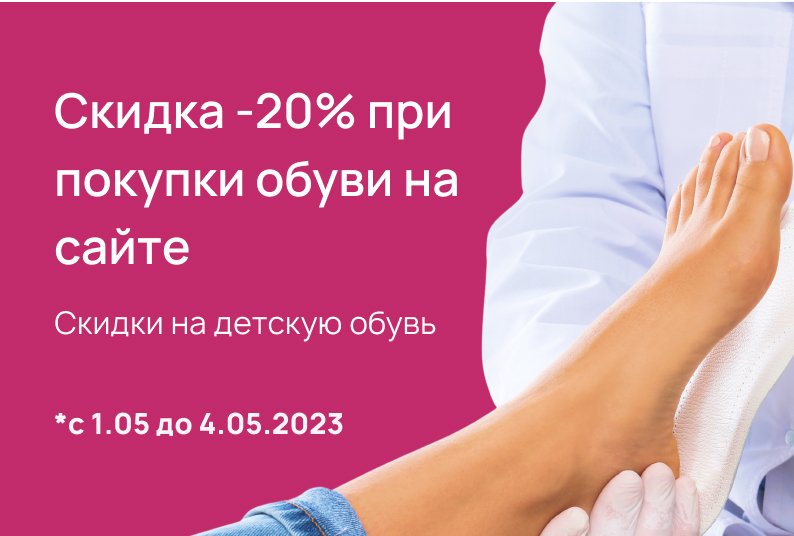 Скидка -20% при
покупки обуви на
сайте
Скидки на детскую обувь
*с 1.05 до 4.05.2023